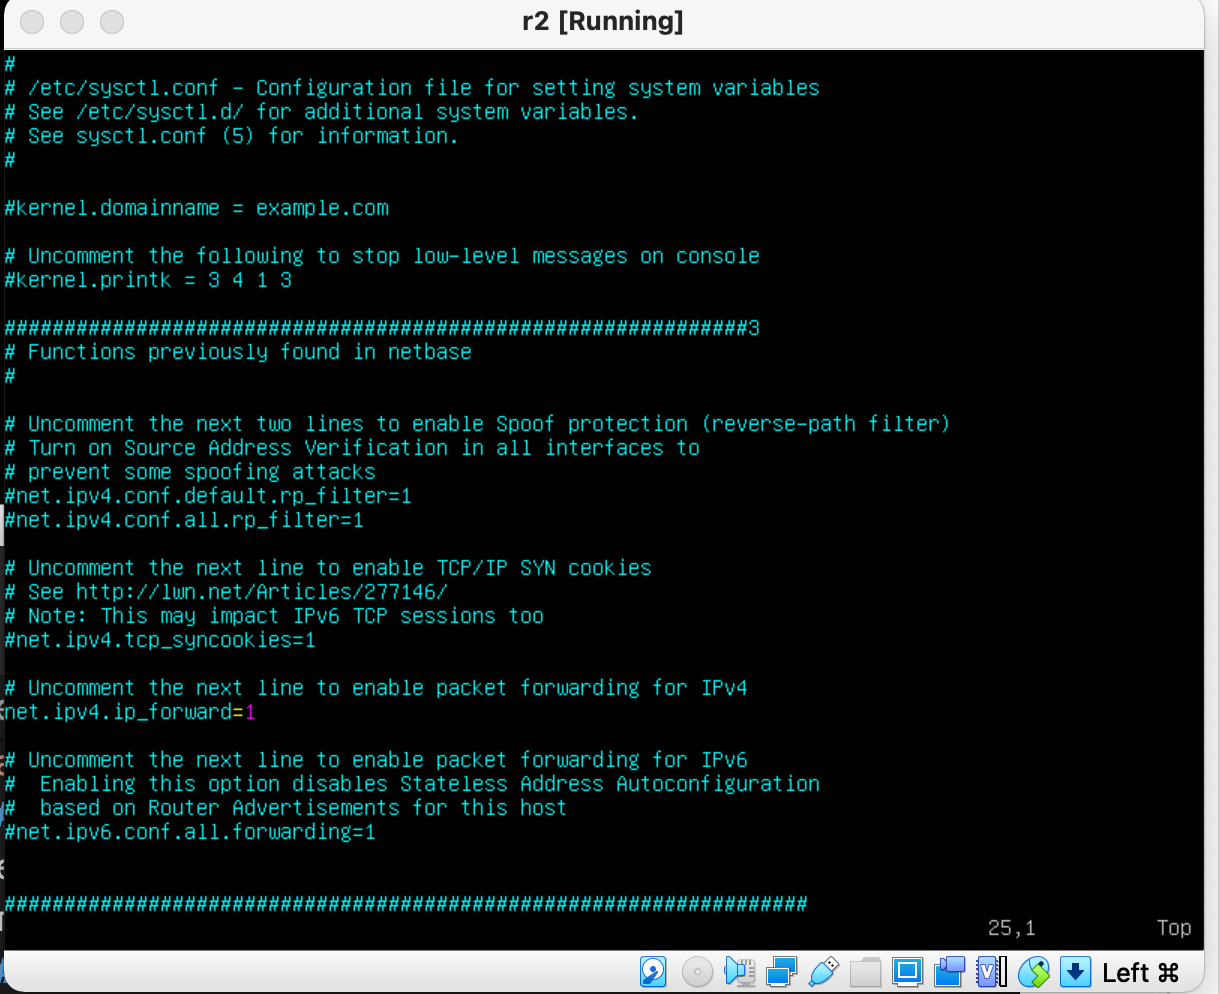 r2 [Running]
#
# /etc/sysctl.conf - Configuration file for setting system variables
# See /etc/sysctl.d/ for additional system variables.
# See sysctl.conf (5) for information.
#
#kernel.domainname = example.com
# Uncomment the following to stop low-level messages on console
#kernel.printk = 3 4 1 3
##############################################################3
# Functions previously found in netbase
#
# Uncomment the next two lines to enable Spoof protection (reverse-path filter)
# Turn on Source Address Verification in all interfaces to
# prevent some spoofing attacks
#net.ipv4.conf.default.rp_filter=1
#net.ipv4.conf.all.rp_filter=1
# Uncomment the next line to enable TCP/IP SYN cookies
# See http://lwn.net/Articles/277146/
# Note: This may impact IPv6 TCP sessions too
#net.ipv4.tcp_syncookies=1
# Uncomment the next line to enable packet forwarding for IPv4
net.ipv4.ip_forward=1
# Uncomment the next line to enable packet forwarding for IPv6
#  Enabling this option disables Stateless Address Autoconfiguration
#  based on Router Advertisements for this host
#net.ipv6.conf.all.forwarding=1
###################################################################
25,1 Top
Left ⌘